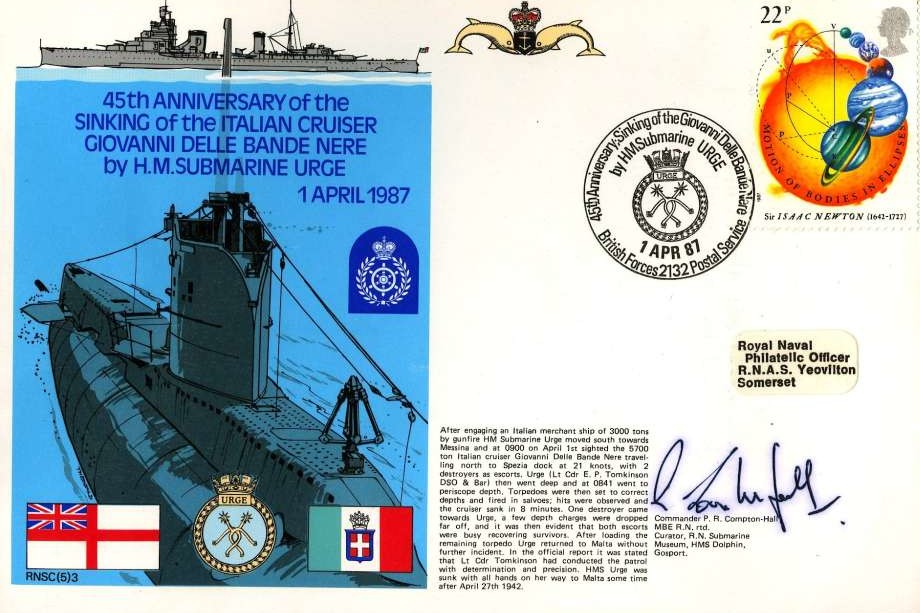 45th ANNIVERSARY of the
SINKING of the ITALIAN CRUISER
GIOVANNI DELLE BANDE NERE
by H.M. SUBMARINE URGE
1 APRIL 1987
URGE
RNSC(5)3
45th Anniversary-Sinking of the Giovanni Delle Bande Nere
by HM Submarine URGE
URGE
1 APR 87
British Forces 2132 Postal Service
22P
MOTION OF BODIES IN ELLIPSES
Sir ISAAC NEWTON (1642-1727)
Royal Naval
Philatelic Officer
R.N.A.S. Yeovilton
Somerset
After engaging an Italian merchant ship of 3000 tons
by gunfire HM Submarine Urge moved south towards
Messina and at 0900 on April 1st sighted the 5700
ton Italian cruiser Giovanni Delle Bande Nere travel-
ling north to Spezia dock at 21 knots, with 2
destroyers as escorts. Urge (Lt Cdr E. P. Tomkinson
DSO & Bar) then went deep and at 0841 went to
periscope depth. Torpedoes were then set to correct
depths and fired in salvoes; hits were observed and
the cruiser sank in 8 minutes. One destroyer came
towards Urge, a few depth charges were dropped
far off, and it was then evident that both escorts
were busy recovering survivors. After loading the
remaining torpedo Urge returned to Malta without
further incident. In the official report it was stated
that Lt Cdr Tomkinson had conducted the patrol
with determination and precision. HMS Urge was
sunk with all hands on her way to Malta some time
after April 27th 1942.
Commander P. R. Compton-Hall
MBE R.N. rtd.
Curator, R.N. Submarine
Museum, HMS Dolphin,
Gosport.